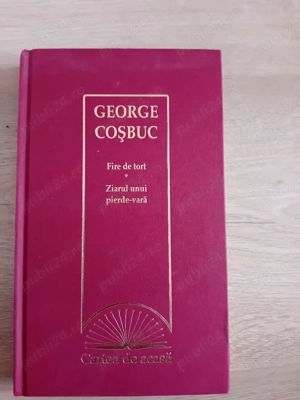 GEORGE
COŞBUC
Fire de tort
*
Ziarul unui
pierde-vară
Cartea de acasă